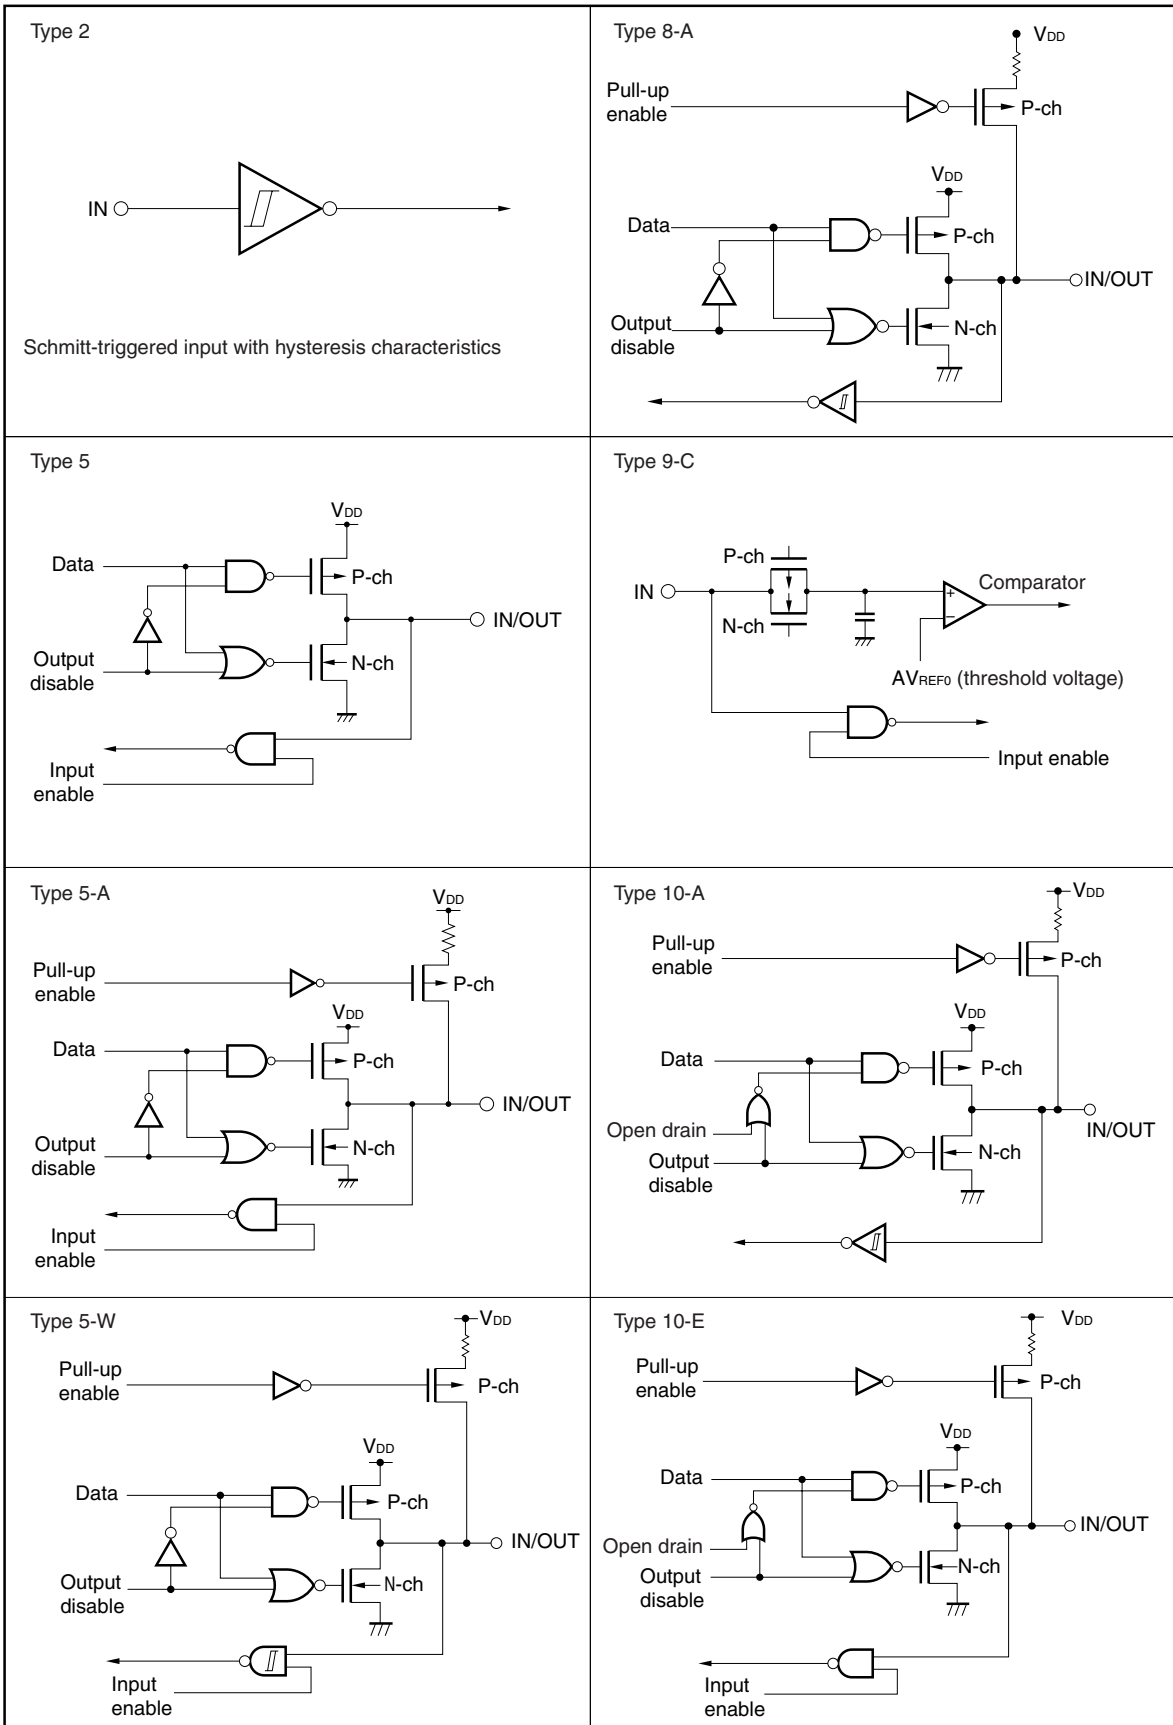 Type 2
IN
Schmitt-triggered input with hysteresis characteristics
Type 8-A
VDD
Pull-up
enable
P-ch
VDD
Data
P-ch
IN/OUT
Output
disable
N-ch
Type 5
VDD
Data
P-ch
IN/OUT
Output
disable
N-ch
Input
enable
Type 9-C
P-ch
IN
N-ch
Comparator
+
−
AVREF0 (threshold voltage)
Input enable
Type 5-A
VDD
Pull-up
enable
P-ch
VDD
Data
P-ch
IN/OUT
Output
disable
N-ch
Input
enable
Type 10-A
VDD
Pull-up
enable
P-ch
VDD
Data
P-ch
Open drain
IN/OUT
Output
disable
N-ch
Type 5-W
VDD
Pull-up
enable
P-ch
VDD
Data
P-ch
IN/OUT
Output
disable
N-ch
Input
enable
Type 10-E
VDD
Pull-up
enable
P-ch
VDD
Data
P-ch
IN/OUT
Open drain
Output
disable
N-ch
Input
enable